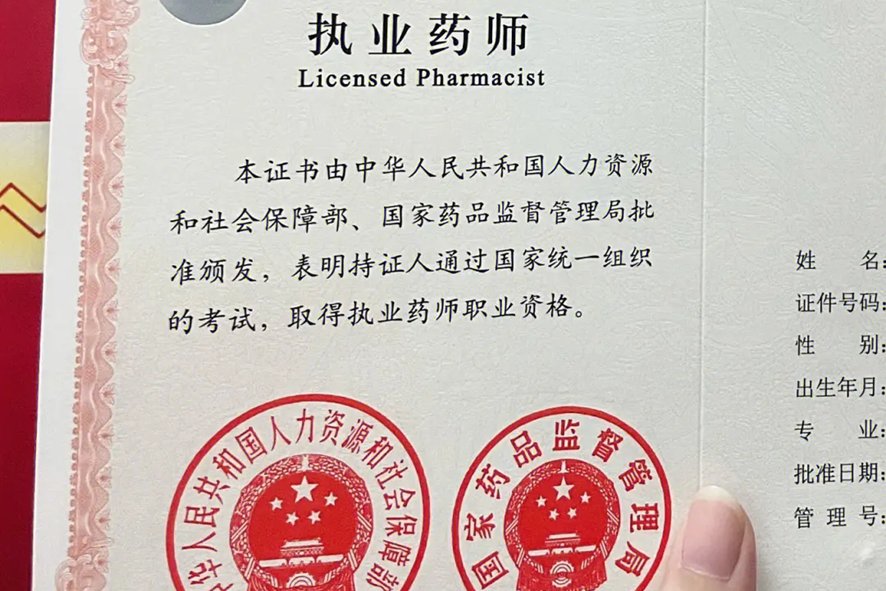 执业药师
Licensed Pharmacist
本证书由中华人民共和国人力资源
和社会保障部、国家药品监督管理局批
准颁发，表明持证人通过国家统一组织
的考试，取得执业药师职业资格。
中华人民共和国人力资源和社会保障部
国家药品监督管理局
姓 名：
证件号码：
性 别：
出生年月：
专 业：
批准日期：
管 理 号：